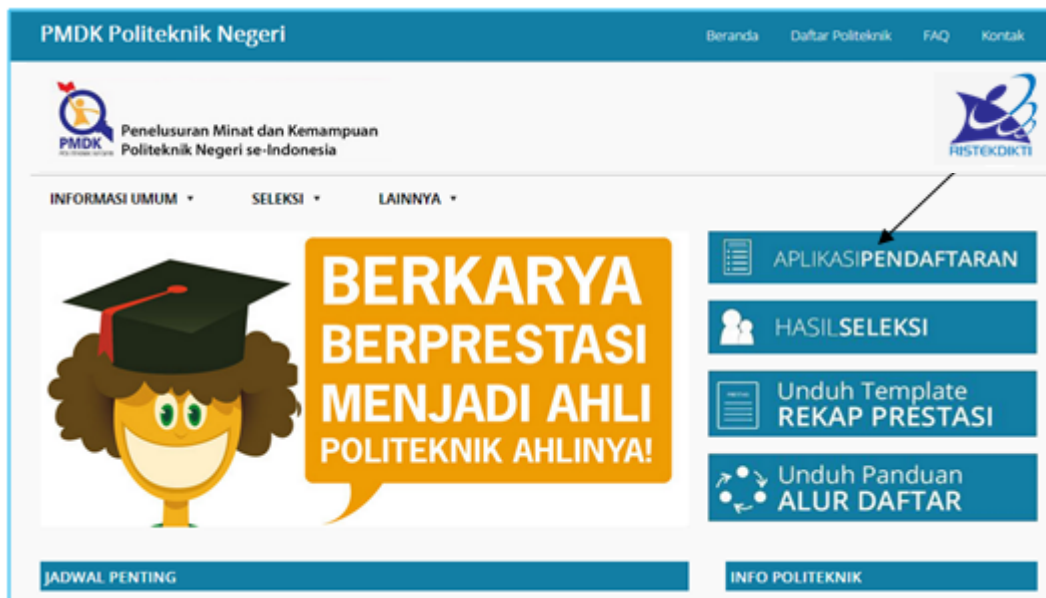 PMDK Politeknik Negeri
Beranda Daftar Politeknik FAQ Kontak
PMDK
Penelusuran Minat dan Kemampuan
Politeknik Negeri se-Indonesia
RISTEKDIKTI
INFORMASI UMUM SELEKSI LAINNYA
BERKARYA
BERPRESTASI
MENJADI AHLI
POLITEKNIK AHLINYA!
APLIKASIPENDAFTARAN
HASILSELEKSI
Unduh Template
REKAP PRESTASI
Unduh Panduan
ALUR DAFTAR
JADWAL PENTING
INFO POLITEKNIK